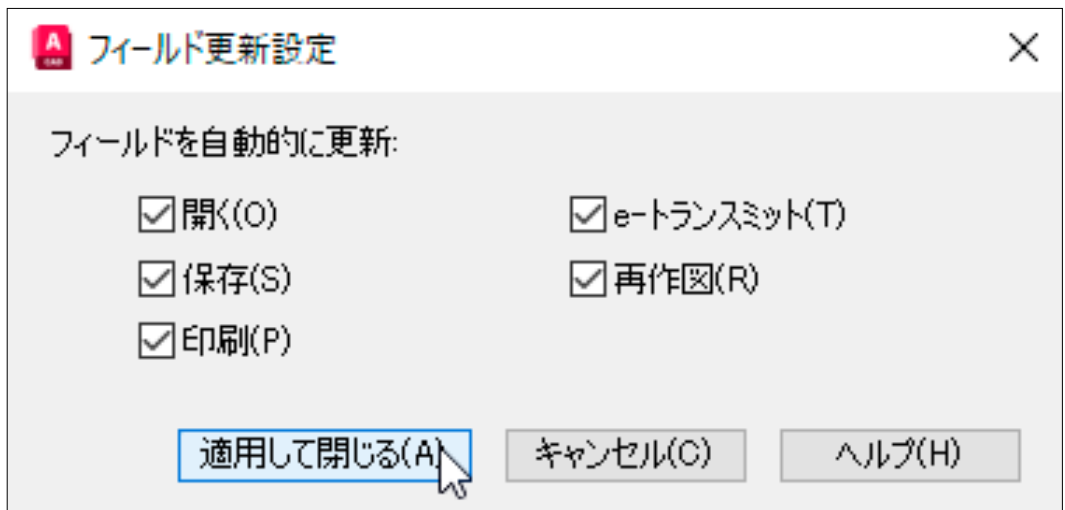 A
CAD
フィールド更新設定
フィールドを自動的に更新:
開く(O)
e-トランスミット(T)
保存(S)
再作図(R)
印刷(P)
適用して閉じる(A)
キャンセル(C)
ヘルプ(H)